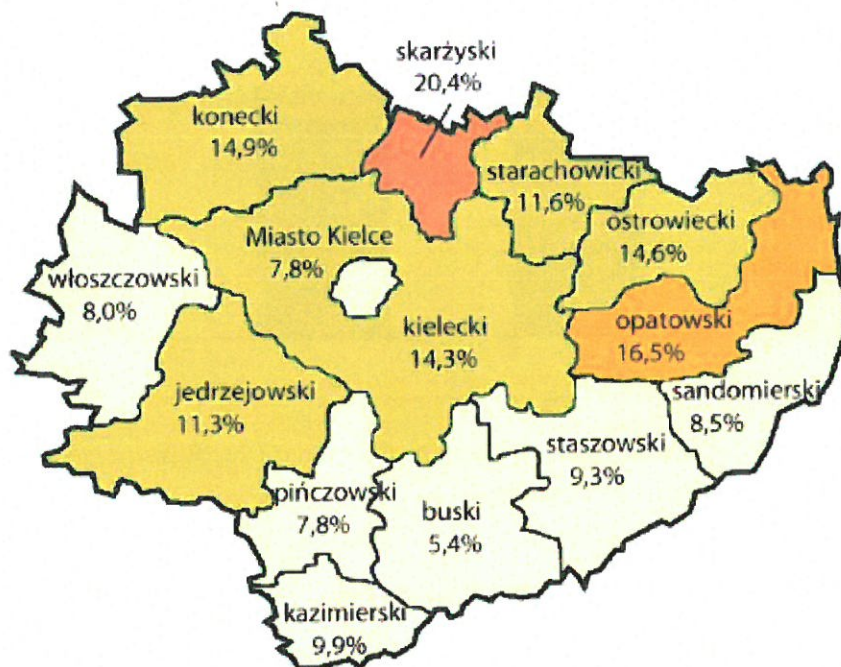 skarżyski
20,4%
konecki
14,9%
starachowicki
11,6%
ostrowiecki
14,6%
Miasto Kielce
7,8%
włoszczowski
8,0%
kielecki
14,3%
opatowski
16,5%
jedrzejowski
11,3%
sandomierski
8,5%
staszowski
9,3%
pińczowski
7,8%
buski
5,4%
kazimierski
9,9%